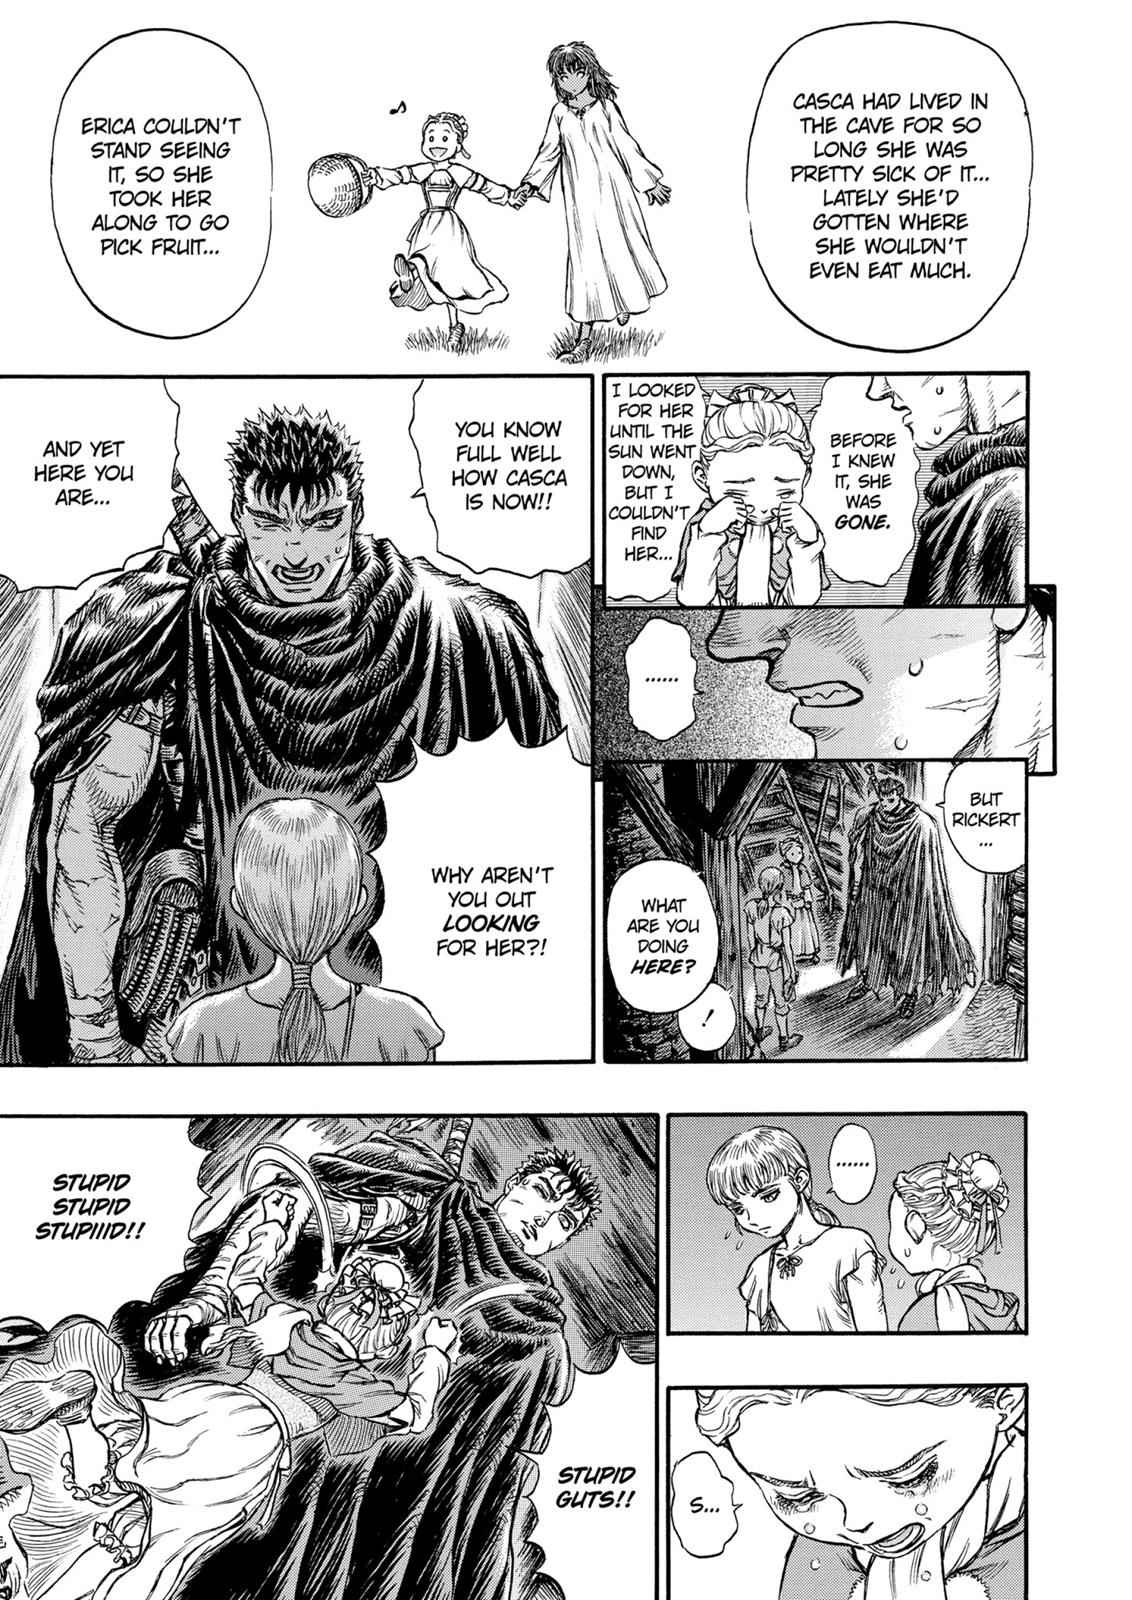 CASCA HAD LIVED IN
THE CAVE FOR SO
LONG SHE WAS
PRETTY SICK OF IT...
LATELY SHE'D
GOTTEN WHERE
SHE WOULDN'T
EVEN EAT MUCH.
ERICA COULDN'T
STAND SEEING
IT, SO SHE
TOOK HER
ALONG TO GO
PICK FRUIT...
BEFORE
I KNEW
IT, SHE
WAS
GONE.
I LOOKED
FOR HER
UNTIL THE
SUN WENT
DOWN,
BUT I
COULDN'T
FIND
HER...
......
BUT
RICKERT
...
WHAT
ARE YOU
DOING
HERE?
!
YOU KNOW
FULL WELL
HOW CASCA
IS NOW!!
AND YET
HERE YOU
ARE...
WHY AREN'T
YOU OUT
LOOKING
FOR HER?!
......
S...
STUPID
STUPID
STUPIIID!!
STUPID
GUTS!!